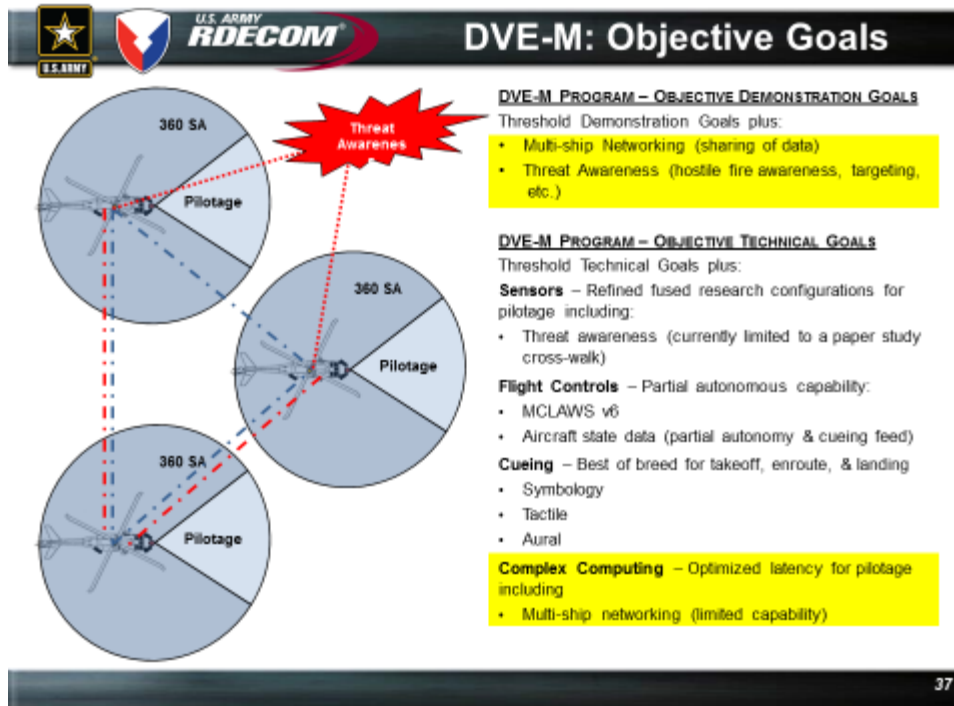 U.S. ARMY
RDECOM
U.S.ARMY
DVE-M: Objective Goals
360 SA
Pilotage
Threat
Awarenes
360 SA
Pilotage
360 SA
Pilotage
DVE-M PROGRAM – OBJECTIVE DEMONSTRATION GOALS
Threshold Demonstration Goals plus:
• Multi-ship Networking (sharing of data)
• Threat Awareness (hostile fire awareness, targeting,
etc.)
DVE-M PROGRAM – OBJECTIVE TECHNICAL GOALS
Threshold Technical Goals plus:
Sensors – Refined fused research configurations for
pilotage including:
• Threat awareness (currently limited to a paper study
cross-walk)
Flight Controls – Partial autonomous capability:
• MCLAWS v6
• Aircraft state data (partial autonomy & cueing feed)
Cueing – Best of breed for takeoff, enroute, & landing
• Symbology
• Tactile
• Aural
Complex Computing – Optimized latency for pilotage
including
• Multi-ship networking (limited capability)
37